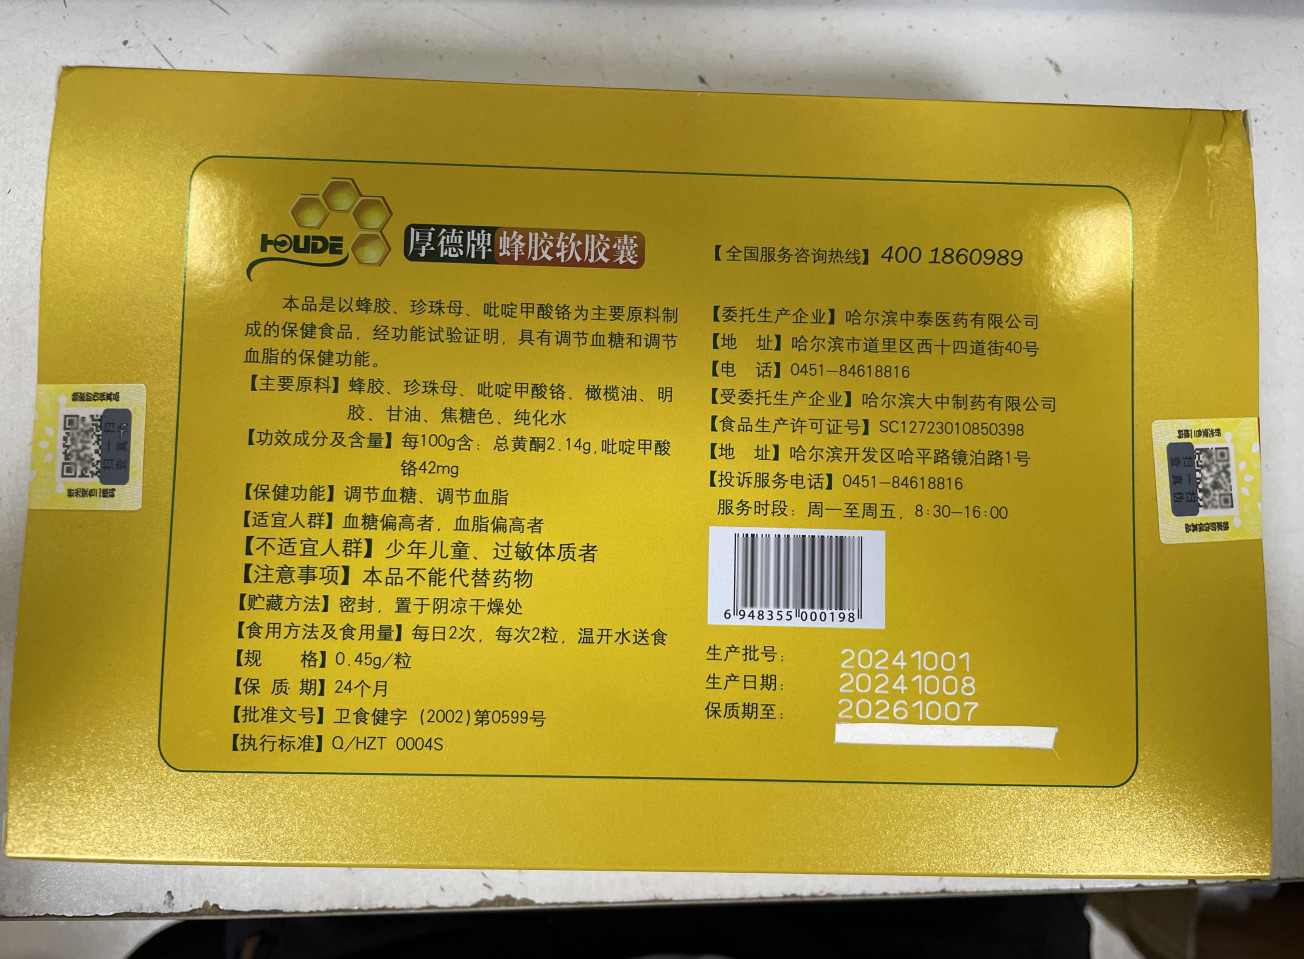 HOUDE
厚德牌 蜂胶软胶囊
本品是以蜂胶、珍珠母、吡啶甲酸铬为主要原料制
成的保健食品，经功能试验证明，具有调节血糖和调节
血脂的保健功能。
【主要原料】蜂胶、珍珠母、吡啶甲酸铬、橄榄油、明
胶、甘油、焦糖色、纯化水
【功效成分及含量】每100g含：总黄酮2.14g,吡啶甲酸
铬42mg
【保健功能】调节血糖、调节血脂
【适宜人群】血糖偏高者，血脂偏高者
【不适宜人群】少年儿童、过敏体质者
【注意事项】本品不能代替药物
【贮藏方法】密封，置于阴凉干燥处
【食用方法及食用量】每日2次，每次2粒，温开水送食
【规 格】0.45g/粒
【保 质 期】24个月
【批准文号】卫食健字 (2002)第0599号
【执行标准】Q/HZT 0004S
【全国服务咨询热线】400 1860989
【委托生产企业】哈尔滨中泰医药有限公司
【地 址】哈尔滨市道里区西十四道街40号
【电 话】0451-84618816
【受委托生产企业】哈尔滨大中制药有限公司
【食品生产许可证号】SC12723010850398
【地 址】哈尔滨开发区哈平路镜泊路1号
【投诉服务电话】0451-84618816
服务时段：周一至周五，8:30-16:00
6 948355 000198
生产批号： 20241001
生产日期： 20241008
保质期至： 20261007